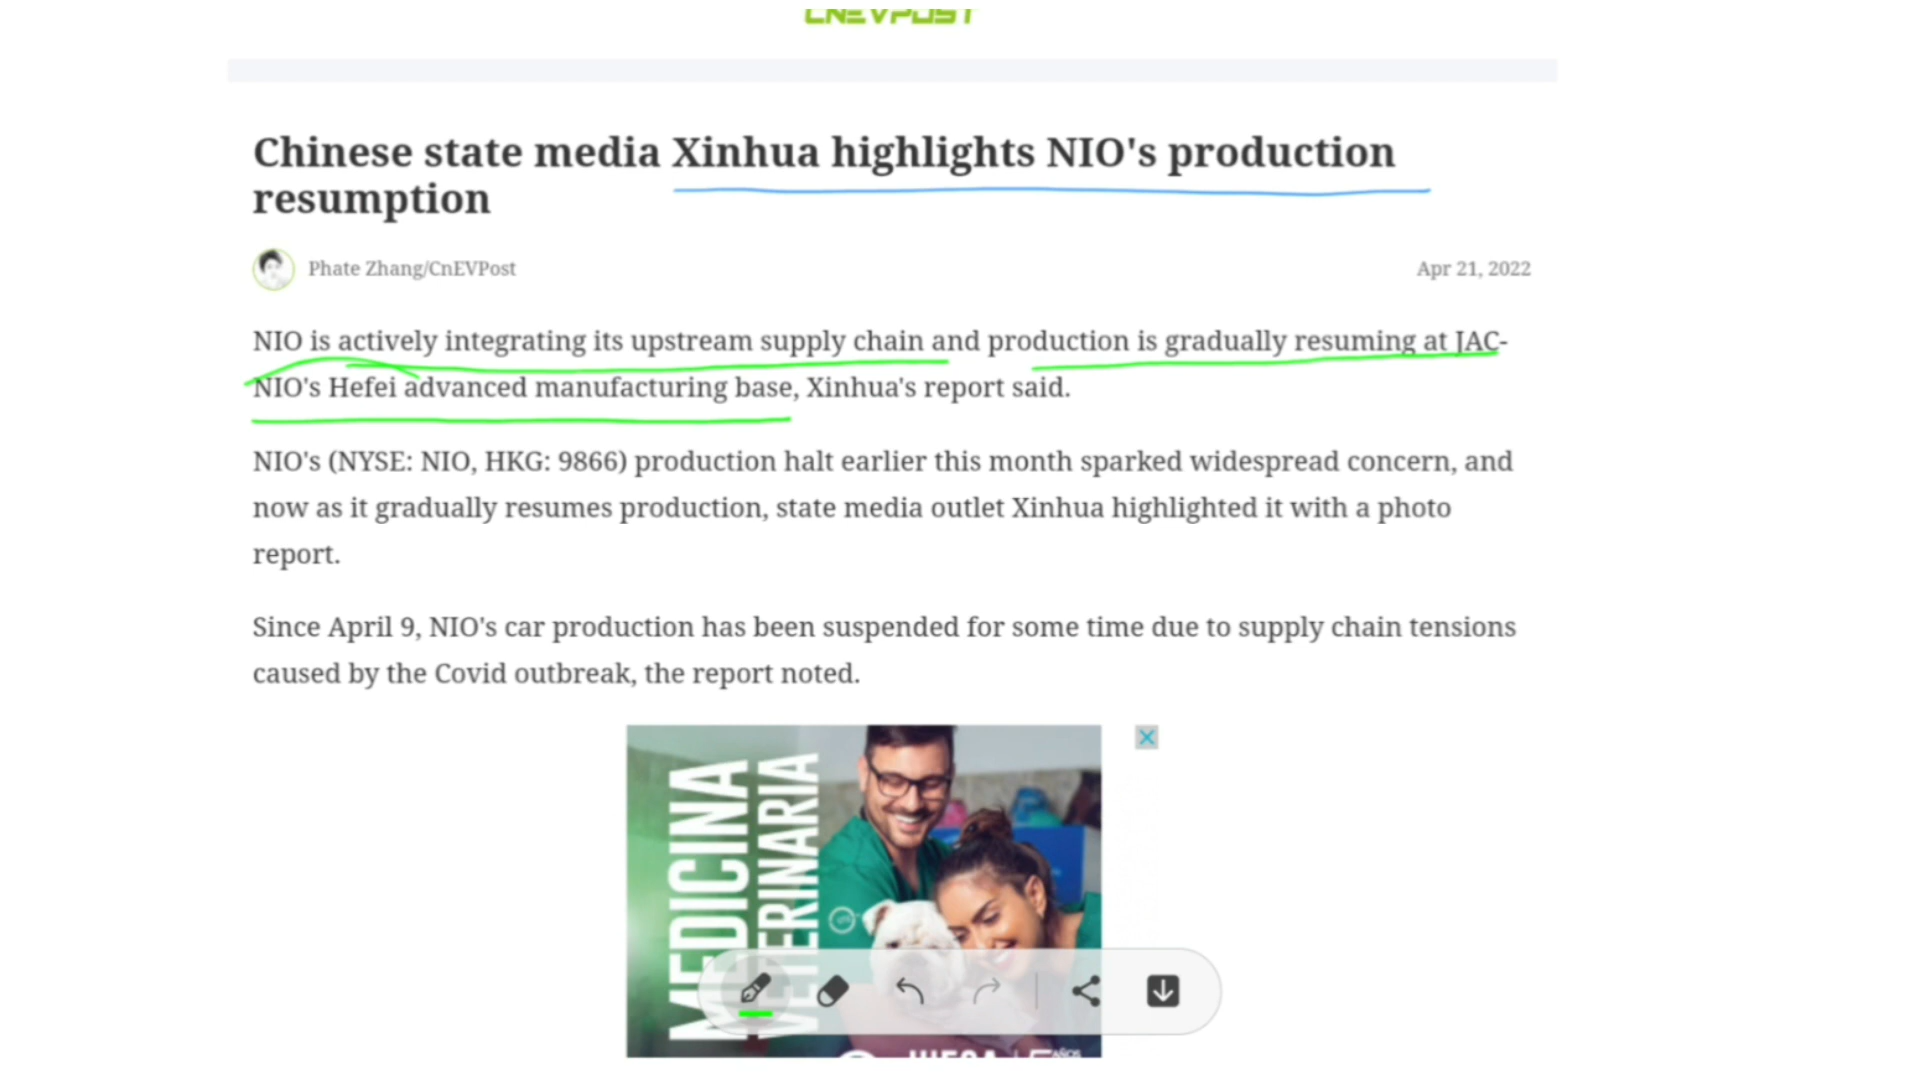 CNEVPOST
Chinese state media Xinhua highlights NIO's production
resumption
Phate Zhang/CnEVPost
Apr 21, 2022
NIO is actively integrating its upstream supply chain and production is gradually resuming at JAC-
NIO's Hefei advanced manufacturing base, Xinhua's report said.
NIO's (NYSE: NIO, HKG: 9866) production halt earlier this month sparked widespread concern, and
now as it gradually resumes production, state media outlet Xinhua highlighted it with a photo
report.
Since April 9, NIO's car production has been suspended for some time due to supply chain tensions
caused by the Covid outbreak, the report noted.
MEDICINA
VETERINARIA
AÑOS